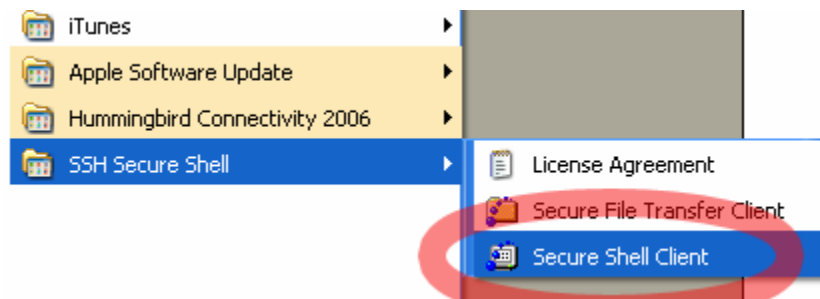 iTunes
Apple Software Update
Hummingbird Connectivity 2006
SSH Secure Shell
License Agreement
Secure File Transfer Client
Secure Shell Client